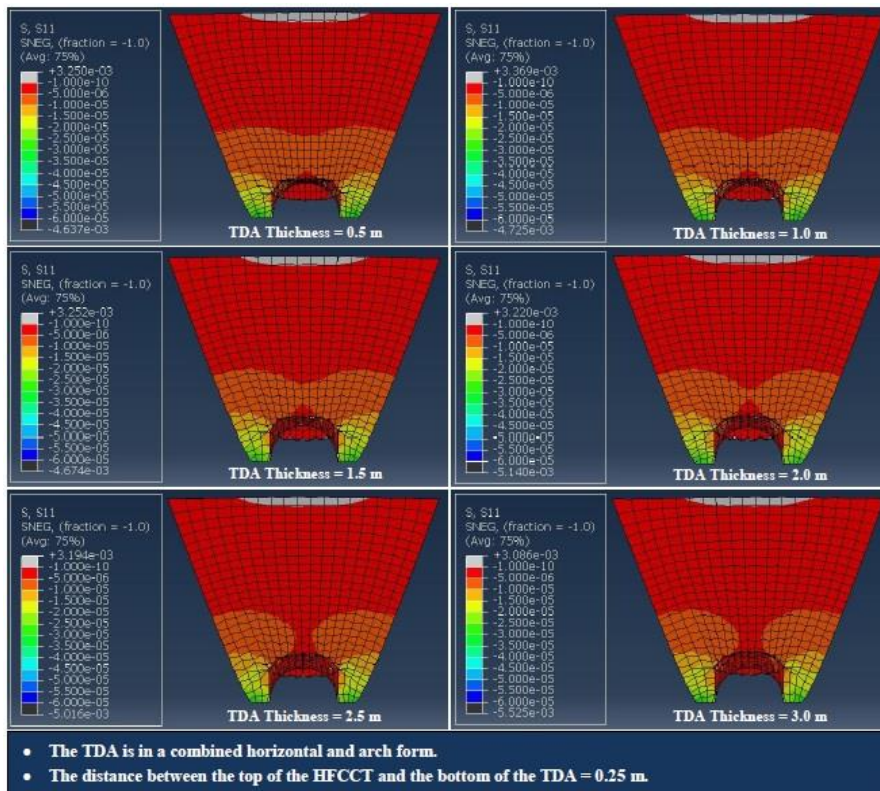 S, S11
SNEG, (fraction = -1.0)
(Avg: 75%)
+3.250e-03
-1.000e-10
-5.000e-06
-1.000e-05
-1.500e-05
-2.000e-05
-2.500e-05
-3.000e-05
-3.500e-05
-4.000e-05
-4.500e-05
-5.000e-05
-5.500e-05
-6.000e-05
-4.637e-03
TDA Thickness = 0.5 m
S, S11
SNEG, (fraction = -1.0)
(Avg: 75%)
+3.369e-03
-1.000e-10
-5.000e-06
-1.000e-05
-1.500e-05
-2.000e-05
-2.500e-05
-3.000e-05
-3.500e-05
-4.000e-05
-4.500e-05
-5.000e-05
-5.500e-05
-6.000e-05
-4.725e-03
TDA Thickness = 1.0 m
S, S11
SNEG, (fraction = -1.0)
(Avg: 75%)
+3.252e-03
-1.000e-10
-5.000e-06
-1.000e-05
-1.500e-05
-2.000e-05
-2.500e-05
-3.000e-05
-3.500e-05
-4.000e-05
-4.500e-05
-5.000e-05
-5.500e-05
-6.000e-05
-4.674e-03
TDA Thickness = 1.5 m
S, S11
SNEG, (fraction = -1.0)
(Avg: 75%)
+3.220e-03
-1.000e-10
-5.000e-06
-1.000e-05
-1.500e-05
-2.000e-05
-2.500e-05
-3.000e-05
-3.500e-05
-4.000e-05
-4.500e-05
-5.000e-05
-5.500e-05
-6.000e-05
-5.140e-03
TDA Thickness = 2.0 m
S, S11
SNEG, (fraction = -1.0)
(Avg: 75%)
+3.194e-03
-1.000e-10
-5.000e-06
-1.000e-05
-1.500e-05
-2.000e-05
-2.500e-05
-3.000e-05
-3.500e-05
-4.000e-05
-4.500e-05
-5.000e-05
-5.500e-05
-6.000e-05
-5.016e-03
TDA Thickness = 2.5 m
S, S11
SNEG, (fraction = -1.0)
(Avg: 75%)
+3.086e-03
-1.000e-10
-5.000e-06
-1.000e-05
-1.500e-05
-2.000e-05
-2.500e-05
-3.000e-05
-3.500e-05
-4.000e-05
-4.500e-05
-5.000e-05
-5.500e-05
-6.000e-05
-5.525e-03
TDA Thickness = 3.0 m
• The TDA is in a combined horizontal and arch form.
• The distance between the top of the HFCCT and the bottom of the TDA = 0.25 m.